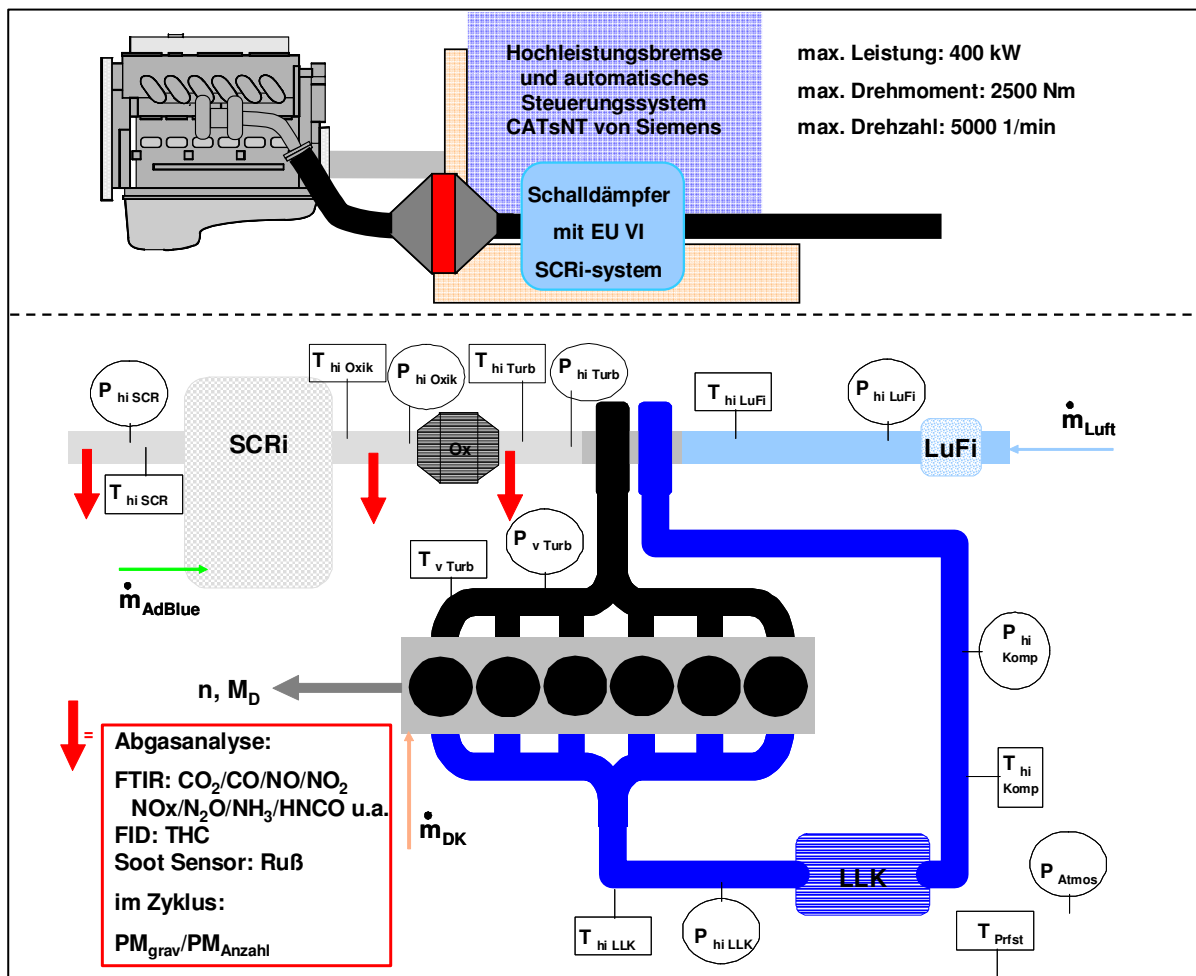 Hochleistungsbremse
und automatisches
Steuerungssystem
CATsNT von Siemens
max. Leistung: 400 kW
max. Drehmoment: 2500 Nm
max. Drehzahl: 5000 1/min
Schalldämpfer
mit EU VI
SCRi-system
P hi SCR
T hi Oxik
P hi Oxik
T hi Turb
P hi Turb
T hi LuFi
P hi LuFi
ṁLuft
SCRi
Ox
LuFi
T hi SCR
P v Turb
T v Turb
ṁAdBlue
P hi
Komp
n, MD
T hi
Komp
=
Abgasanalyse:
FTIR: CO2/CO/NO/NO2
NOx/N2O/NH3/HNCO u.a.
FID: THC
Soot Sensor: Ruß
im Zyklus:
PMgrav/PMAnzahl
ṁDK
LLK
P Atmos
T hi LLK
P hi LLK
T Prfst